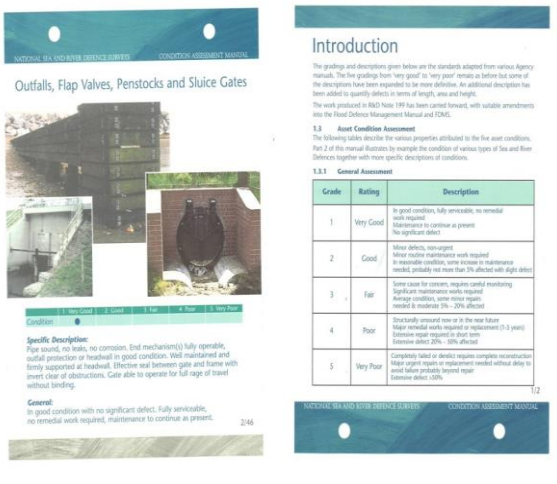 NATIONAL SEA AND RIVER DEFENCE SURVEYS CONDITION ASSESSMENT MANUAL
Outfalls, Flap Valves, Penstocks and Sluice Gates
1 Very Good 2 Good 3 Fair 4 Poor 5 Very Poor
Condition
Specific Description:
Pipe sound, no leaks, no corrosion. End mechanism(s) fully operable,
outfall protection or headwall in good condition. Well maintained and
firmly supported at headwall. Effective seal between gate and frame with
invert clear of obstructions. Gate able to operate for full rage of travel
without binding.
General:
In good condition with no significant defect. Fully serviceable,
no remedial work required, maintenance to continue as present.
2/46
Introduction
The gradings and descriptions given below are the standards adapted from various Agency
manuals. The five gradings from 'very good' to 'very poor' remain as before but some of
the descriptions have been expanded to be more definitive. An additional description has
been added to quantify defects in terms of length, area and height.
The work produced in R&D Note 199 has been carried forward, with suitable amendments
into the Flood Defence Management Manual and FDMS.
1.3 Asset Condition Assessment
The following tables describe the various properties attributed to the five asset conditions.
Part 2 of this manual illustrates by example the condition of various types of Sea and River
Defences together with more specific descriptions of conditions.
1.3.1 General Assessment
Grade Rating Description
1 Very Good In good condition, fully serviceable, no remedial
work required
Maintenance to continue as present
No significant defect
2 Good Minor defects, non-urgent
Minor routine maintenance work required
In reasonable condition, some increase in maintenance
needed, probably not more than 5% affected with slight defect
3 Fair Some cause for concern, requires careful monitoring
Significant maintenance works required
Average condition, some minor repairs
needed & moderate 5% - 20% affected
4 Poor Structurally unsound now or in the near future
Major remedial works required or replacement (1-5 years)
Extensive repair required in short term
Extensive defect 20% - 50% affected
5 Very Poor Completely failed or derelict requires complete reconstruction
Major urgent repairs or replacement needed without delay to
avoid failure probably beyond repair
Extensive defect >50%
1/2
NATIONAL SEA AND RIVER DEFENCE SURVEYS CONDITION ASSESSMENT MANUAL